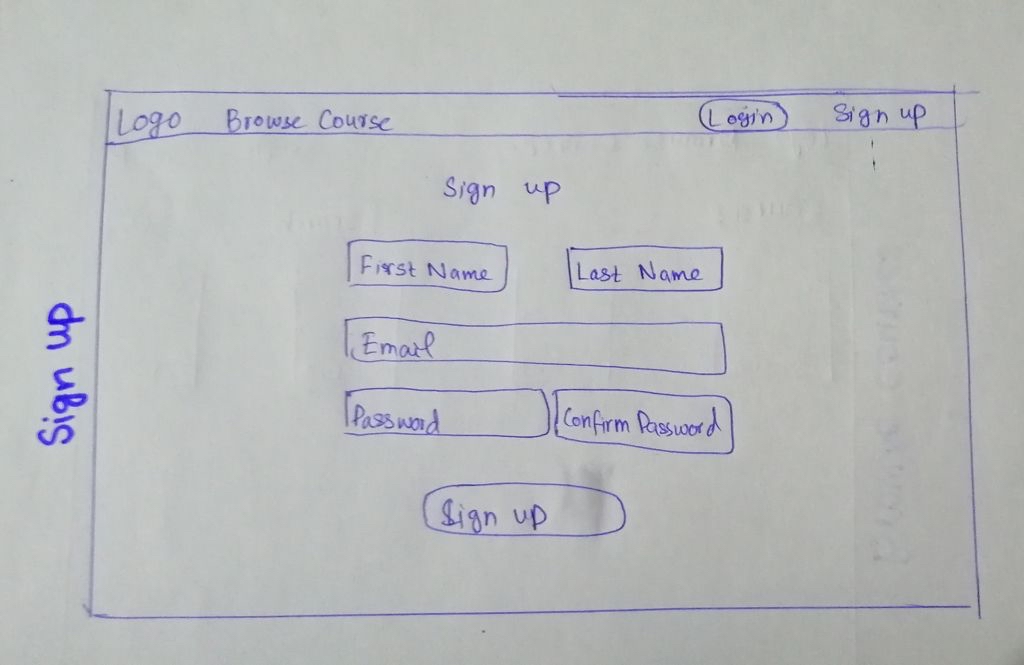 Logo Browse Course Login Sign up
Sign up
First Name Last Name
Email
Password Confirm Password
Sign up
Sign up